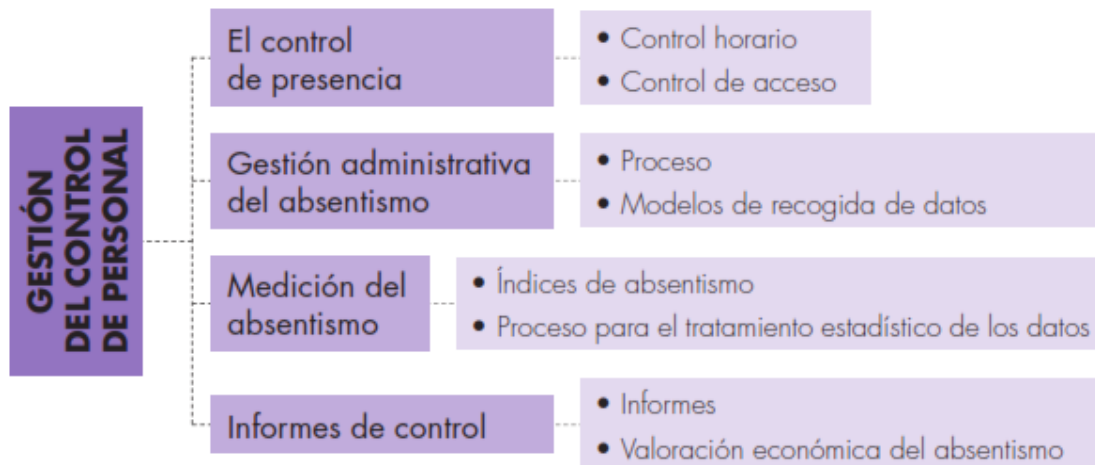 GESTIÓN
DEL CONTROL
DE PERSONAL
El control
de presencia
• Control horario
• Control de acceso
Gestión administrativa
del absentismo
• Proceso
• Modelos de recogida de datos
Medición del
absentismo
• Índices de absentismo
• Proceso para el tratamiento estadístico de los datos
Informes de control
• Informes
• Valoración económica del absentismo